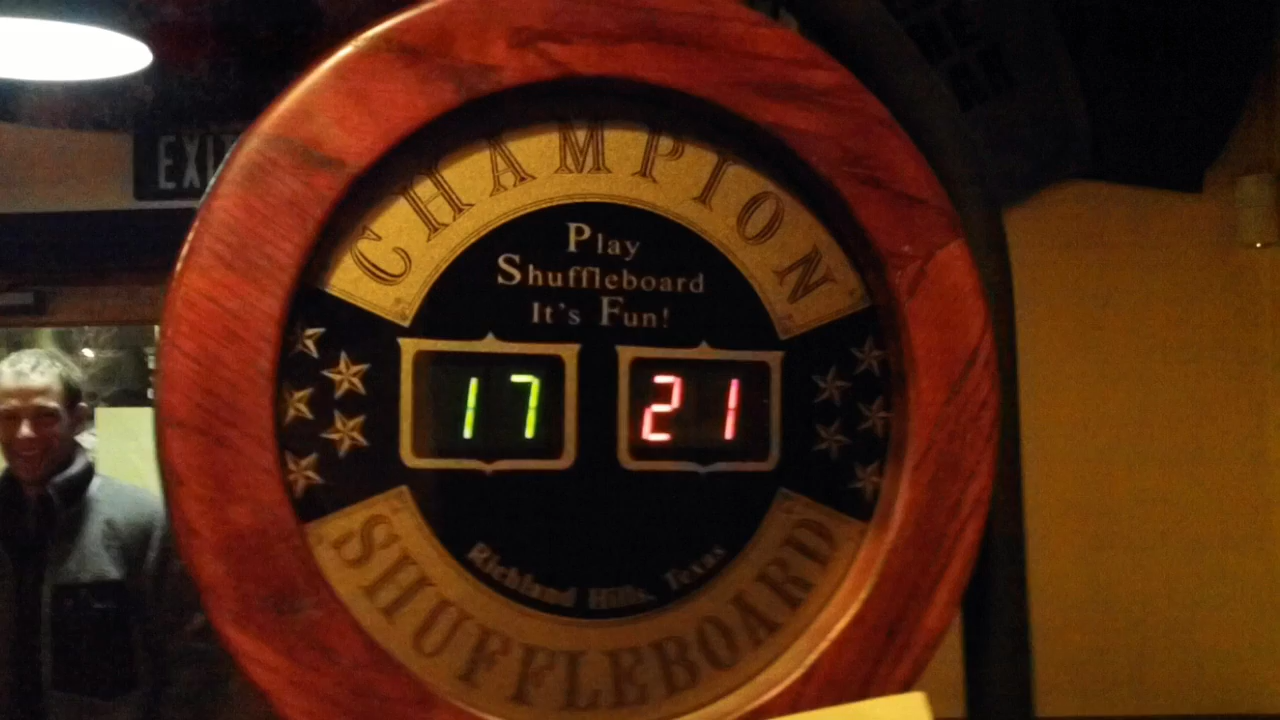 EXIT
CHAMPION
Play
Shuffleboard
It's Fun!
17 21
Richland Hills, Texas
SHUFFLEBOARD